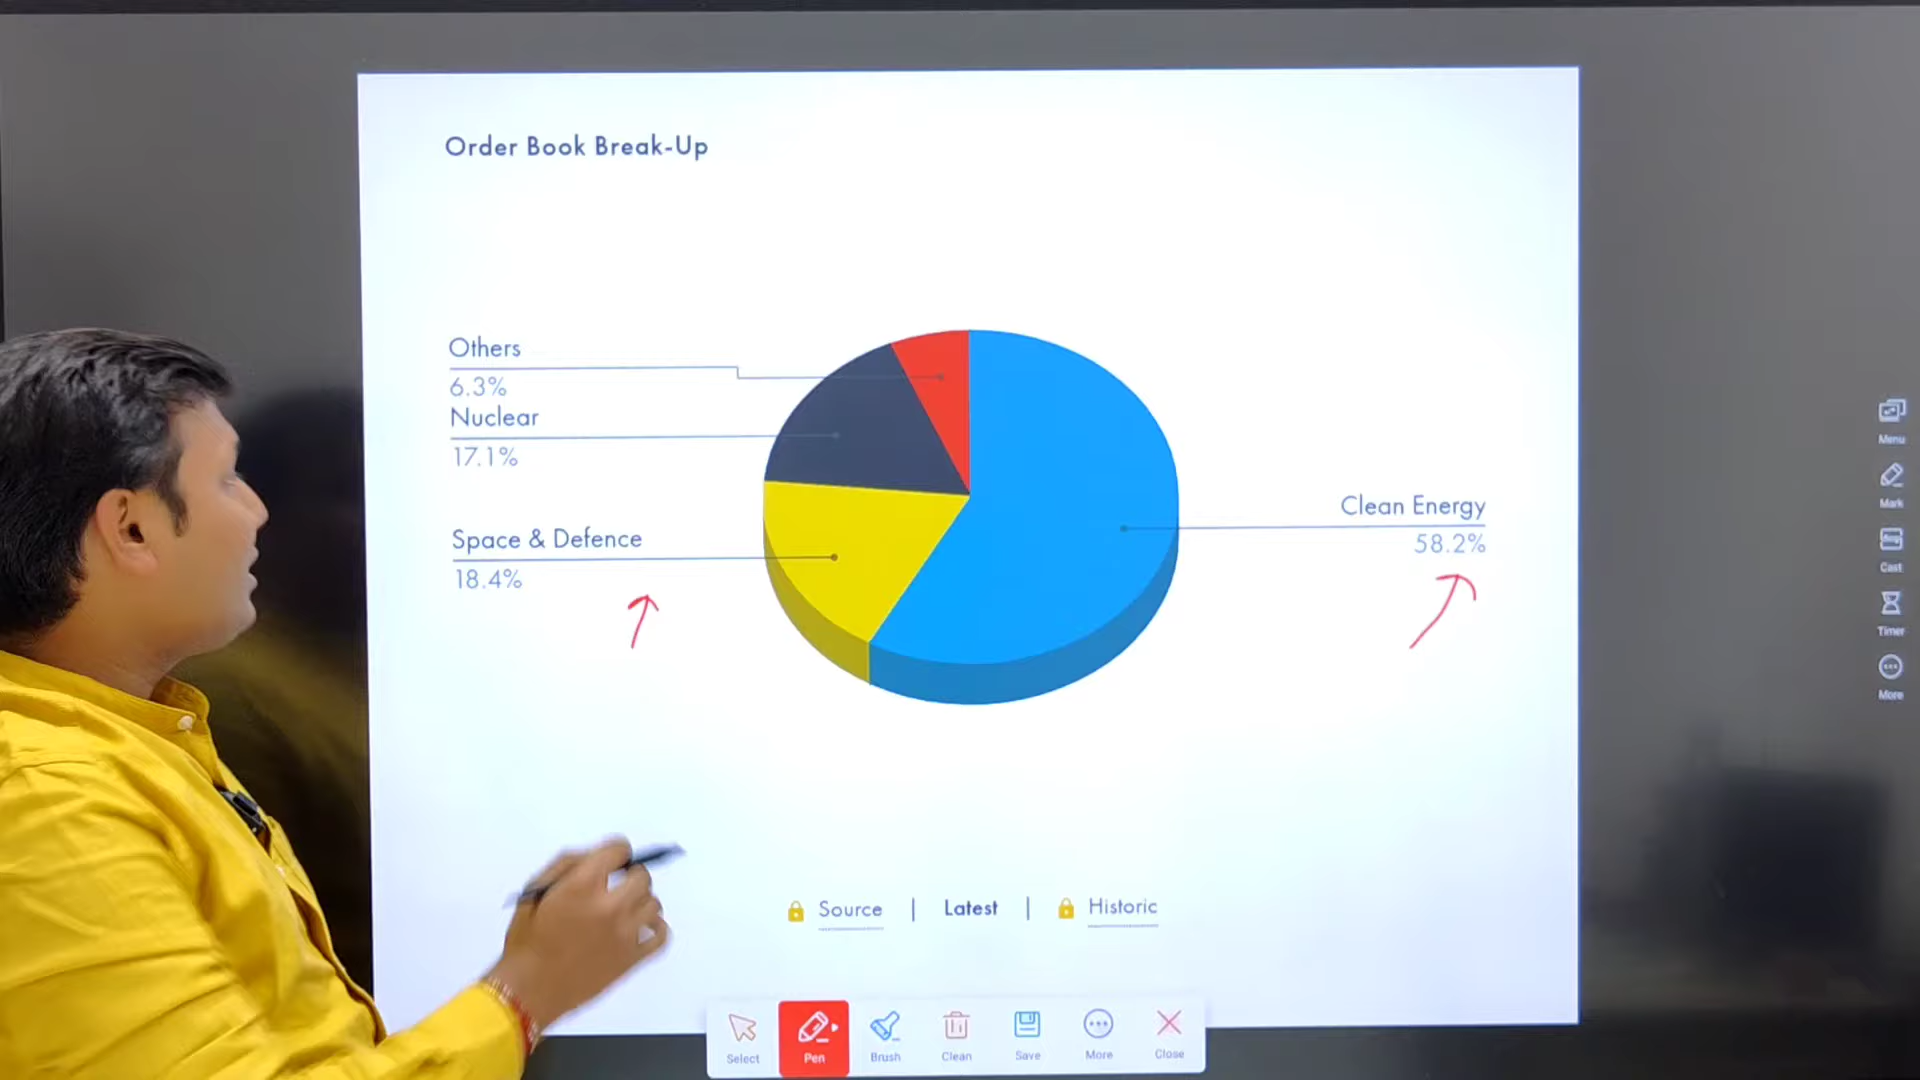 Order Book Break-Up
Others
6.3%
Nuclear
17.1%
Space & Defence
18.4%
Clean Energy
58.2%
Source | Latest | Historic
Select
Pen
Brush
Clean
Save
More
Close
Menu
Mark
Cast
Timer
More